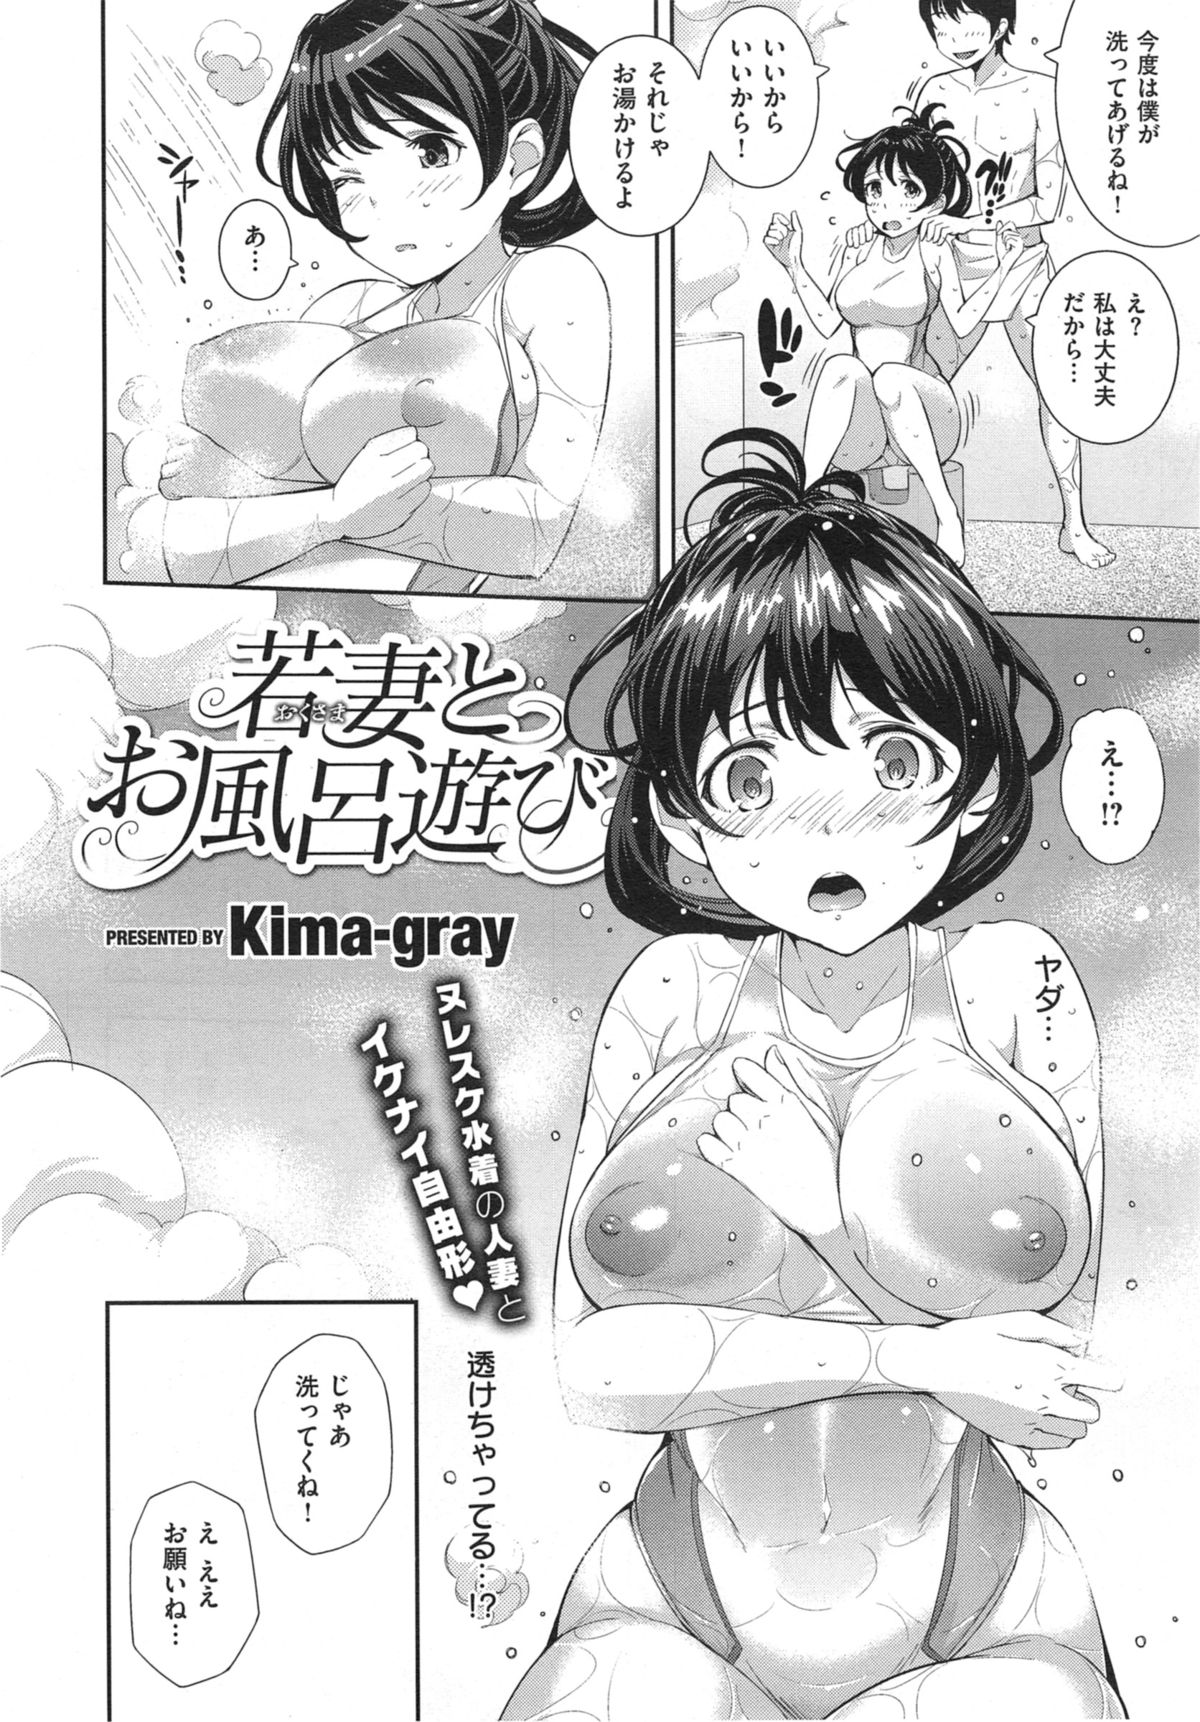 今度は僕が
洗ってあげるね!
え?
私は大丈夫
だから…
いいから
いいから!
それじゃ
お湯かけるよ
ドドン
シャーー
あ…
え…!?
ヤダ…
透けちゃってる…!?
若妻と
おくさま
お風呂遊び
PRESENTED BY Kima-gray
ヌレスケ水着の人妻と
イケナイ自由形♥
じゃあ
洗ってくね!
え ええ
お願いね…